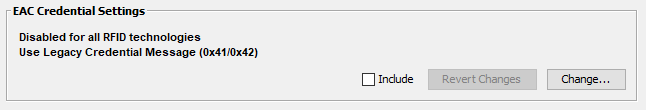 EAC Credential Settings
Disabled for all RFID technologies
Use Legacy Credential Message (0x41/0x42)
Include Revert Changes Change...